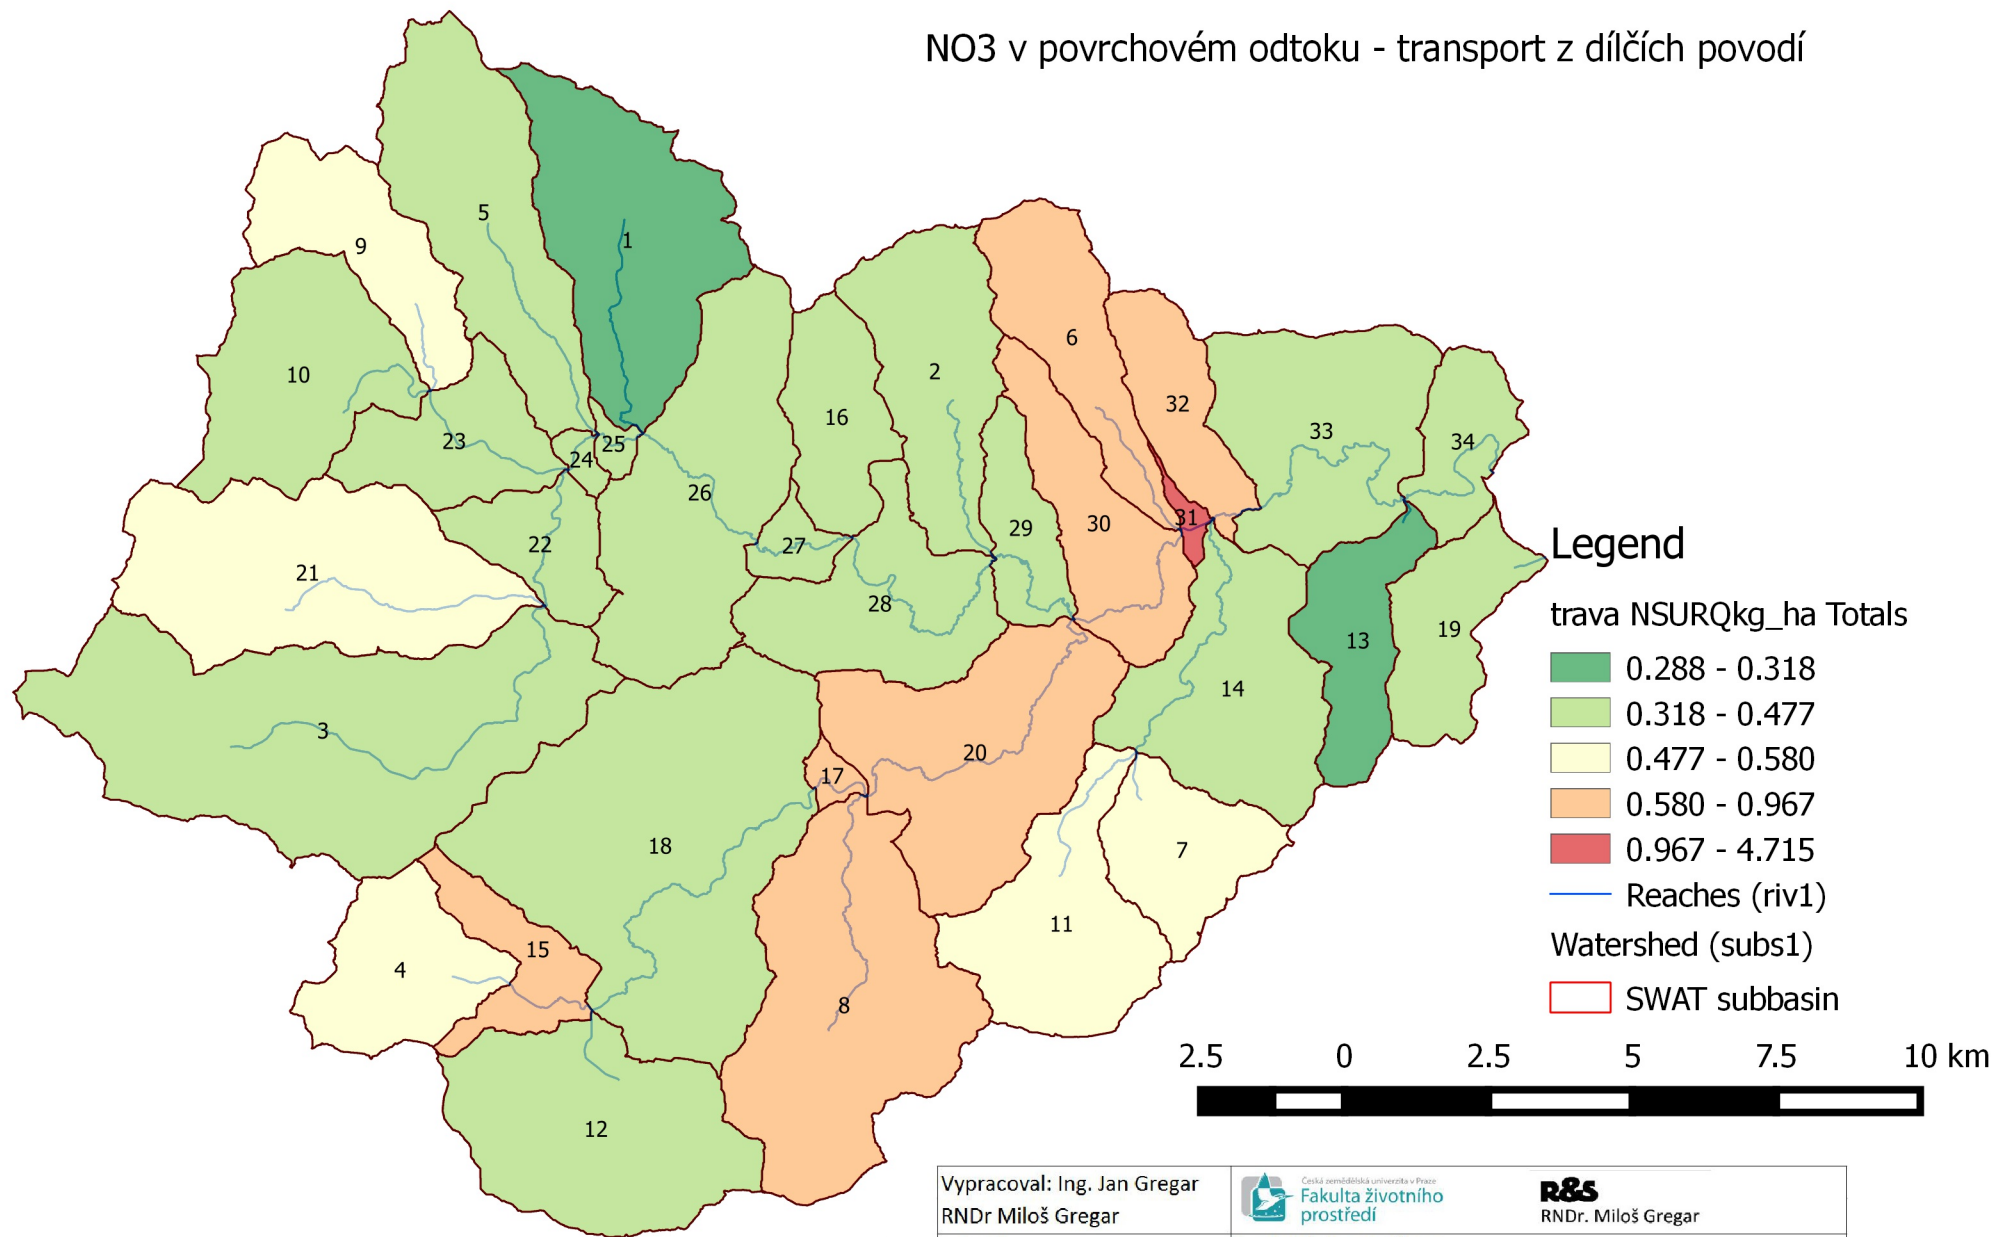 NO3 v povrchovém odtoku - transport z dílčích povodí
5
1
9
6
10
2
32
16
33
23
25
34
24
26
31
29
30
27
22
21
28
19
13
14
3
20
17
18
7
11
15
4
8
12
Legend
trava NSURQkg_ha Totals
0.288 - 0.318
0.318 - 0.477
0.477 - 0.580
0.580 - 0.967
0.967 - 4.715
Reaches (riv1)
Watershed (subs1)
SWAT subbasin
2.5 0 2.5 5 7.5 10 km
Vypracoval: Ing. Jan Gregar
RNDr Miloš Gregar
Česká zemědělská univerzita v Praze
Fakulta životního
prostředí
R&S
RNDr. Miloš Gregar